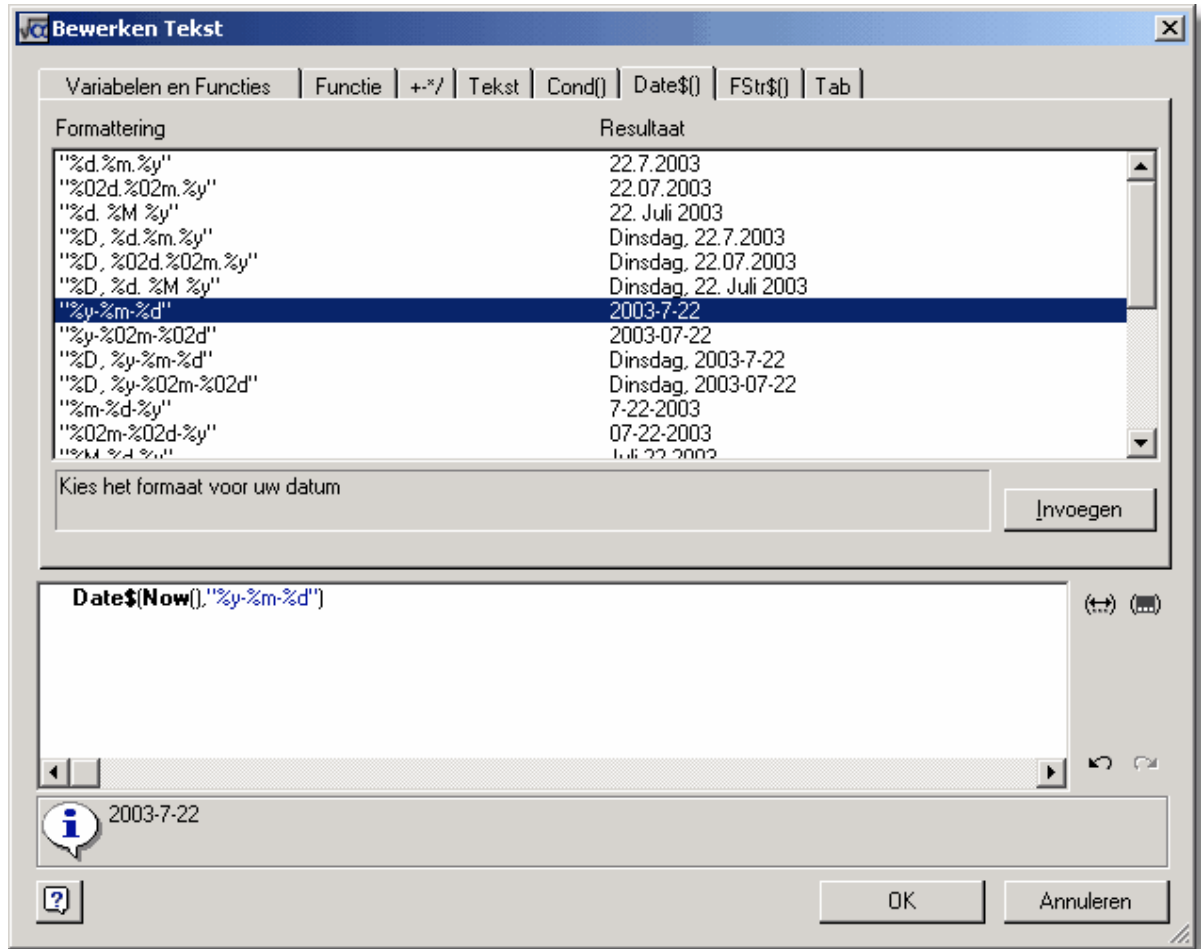 Bewerken Tekst
Variabelen en Functies Functie +-*/ Tekst Cond() Date$() FStr$() Tab
Formattering Resultaat
"%d.%m.%y" 22.7.2003
"%02d.%02m.%y" 22.07.2003
"%d. %M %y" 22. Juli 2003
"%D, %d.%m.%y" Dinsdag, 22.7.2003
"%D, %02d.%02m.%y" Dinsdag, 22.07.2003
"%D, %d. %M %y" Dinsdag, 22. Juli 2003
"%y-%m-%d" 2003-7-22
"%y-%02m-%02d" 2003-07-22
"%D, %y-%m-%d" Dinsdag, 2003-7-22
"%D, %y-%02m-%02d" Dinsdag, 2003-07-22
"%m-%d-%y" 7-22-2003
"%02m-%02d-%y" 07-22-2003
"%M %d %y" Juli 22 2003
Kies het formaat voor uw datum
Invoegen
Date$(Now(),"%y-%m-%d")
2003-7-22
OK Annuleren